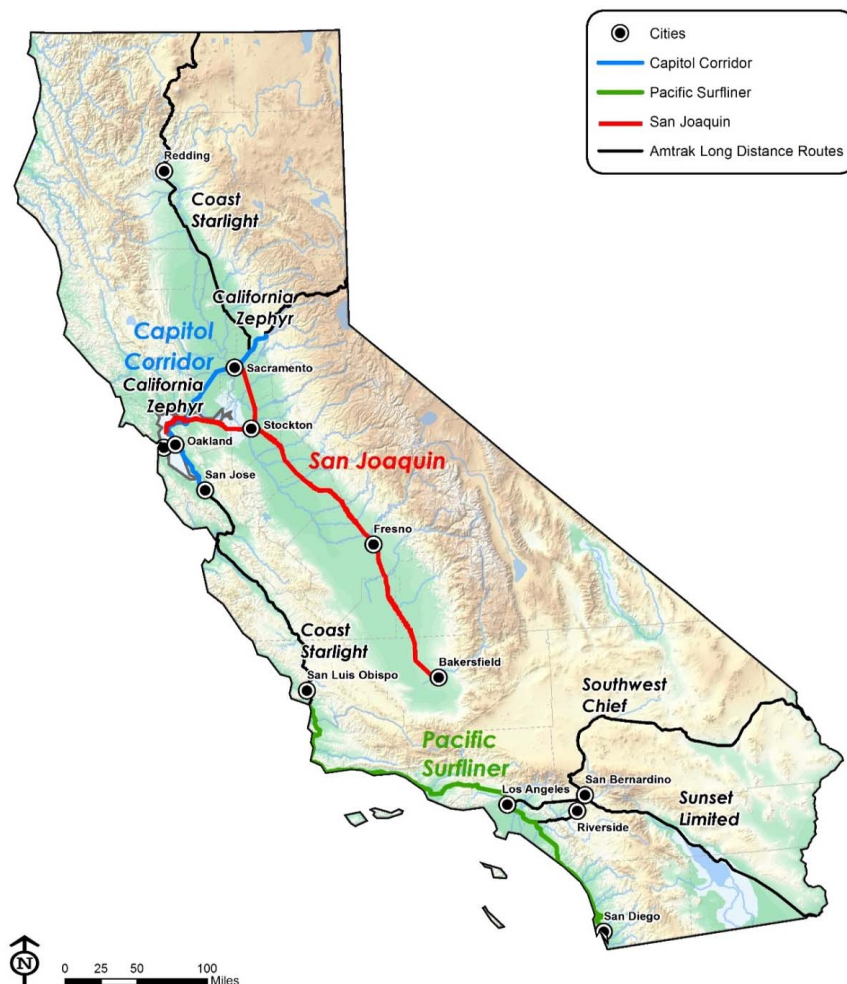 Cities
Capitol Corridor
Pacific Surfliner
San Joaquin
Amtrak Long Distance Routes
Redding
Coast
Starlight
California
Zephyr
Capitol
Corridor
Sacramento
California
Zephyr
Stockton
Oakland
San Joaquin
San Jose
Fresno
Coast
Starlight
San Luis Obispo
Bakersfield
Southwest
Chief
Pacific
Surfliner
San Bernardino
Los Angeles
Sunset
Limited
Riverside
San Diego
N
0 25 50 100
Miles